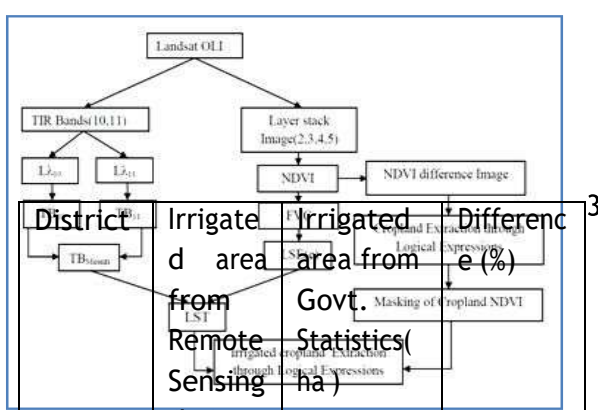 Landsat OLI
TIR Bands(10,11)
Layer stack
Image(2,3,4,5)
NDVI
NDVI difference Image
Cropland Extraction through
Logical Expressions
TB
LST
Masking of Cropland NDVI
Irrigated cropland Extraction
through Logical Expressions
District
Irrigate
d area
from
Remote
Sensing
Irrigated
area from
Govt.
Statistics(
ha )
Differenc
e (%)
3